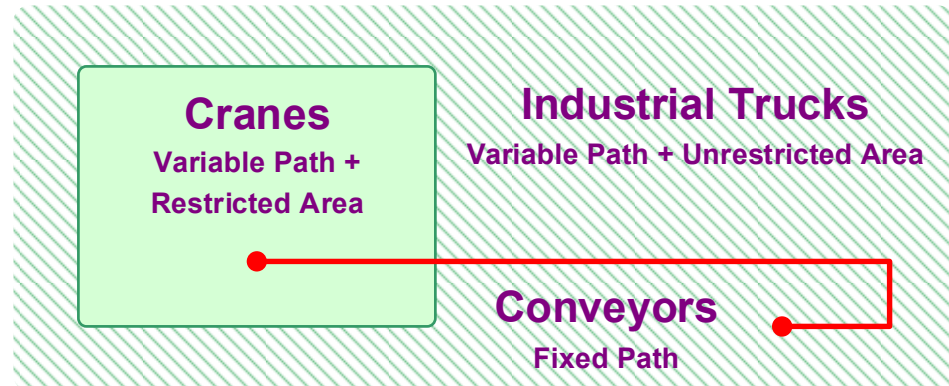 Cranes
Variable Path +
Restricted Area
Industrial Trucks
Variable Path + Unrestricted Area
Conveyors
Fixed Path